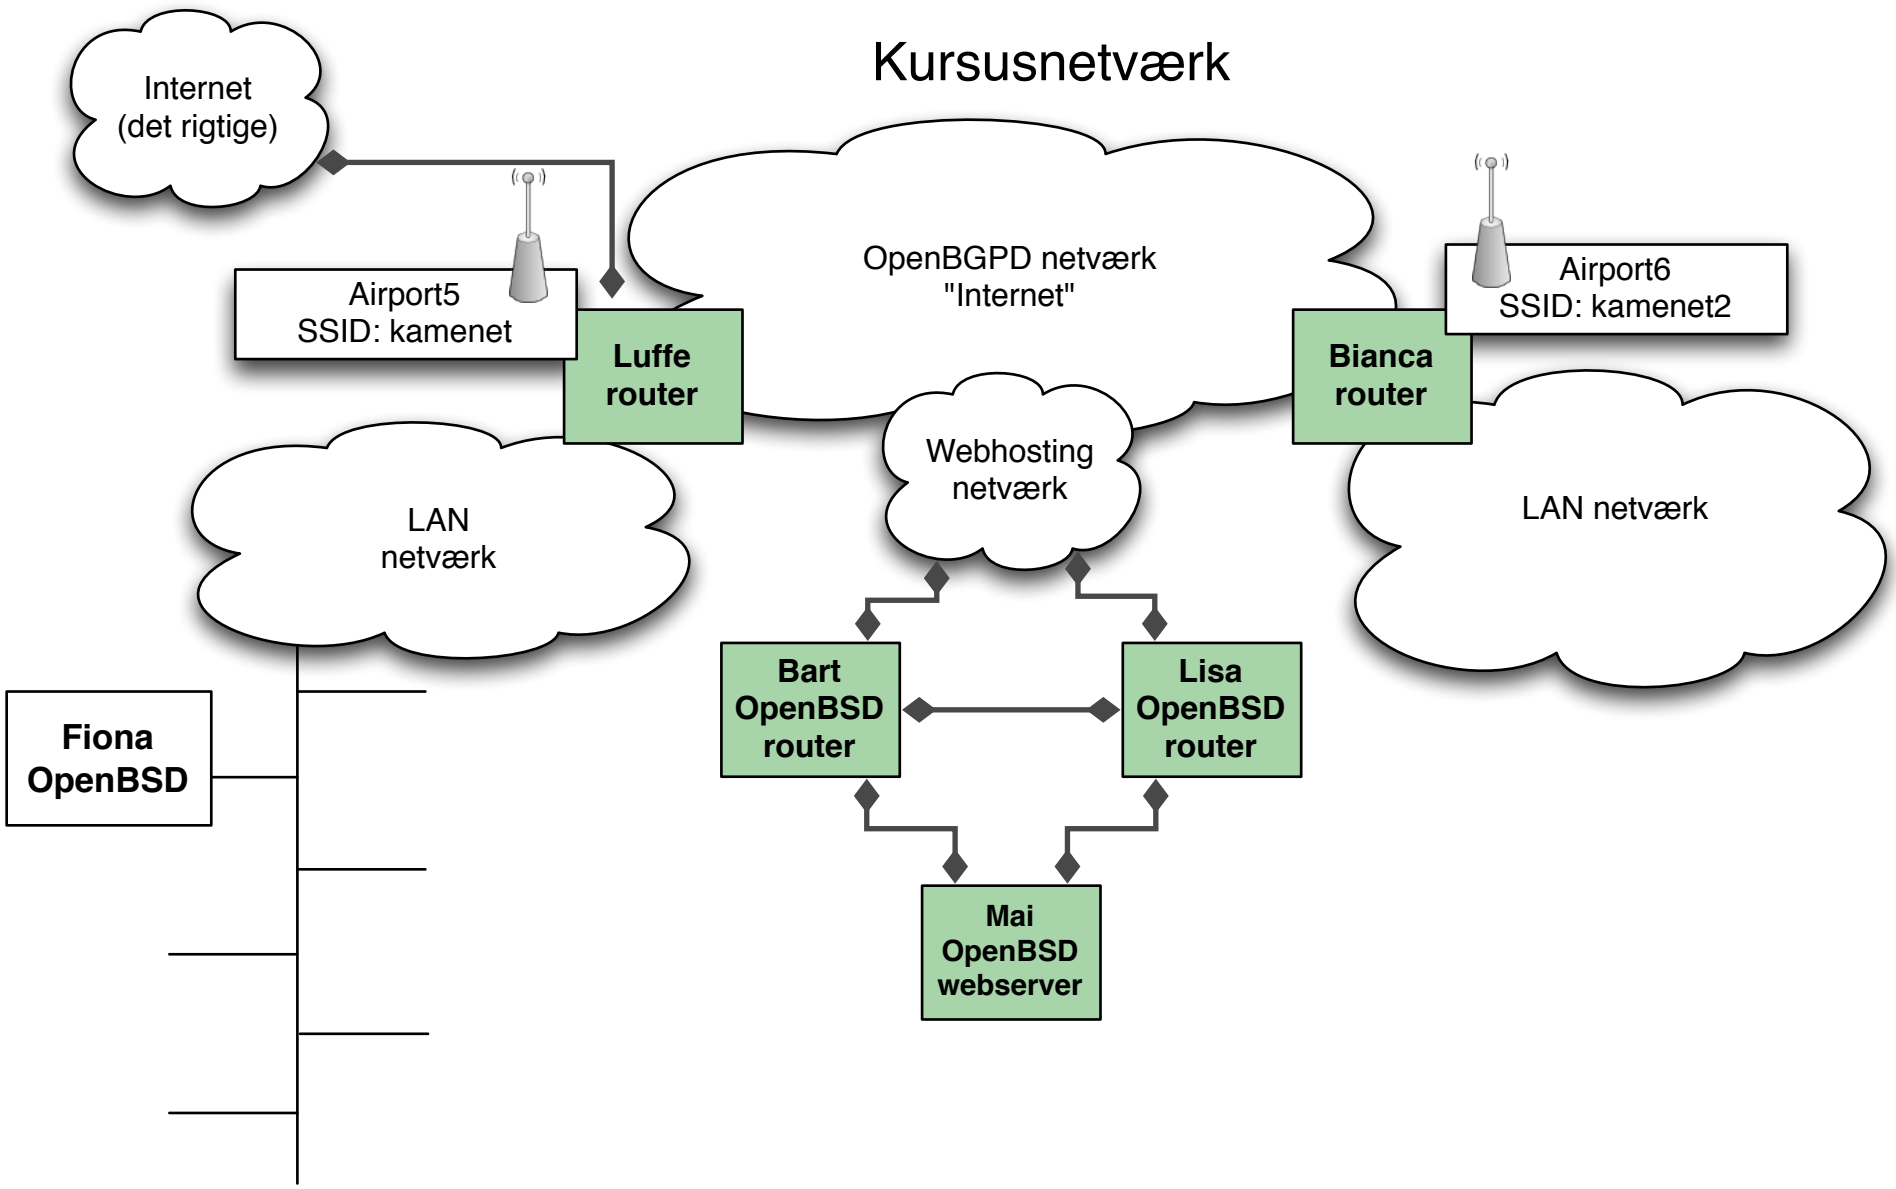 Kursusnetværk
Internet
(det rigtige)
OpenBGPD netværk
"Internet"
Airport5
SSID: kamenet
Airport6
SSID: kamenet2
Luffe
router
Bianca
router
Webhosting
netværk
LAN
netværk
LAN netværk
Bart
OpenBSD
router
Lisa
OpenBSD
router
Fiona
OpenBSD
Mai
OpenBSD
webserver